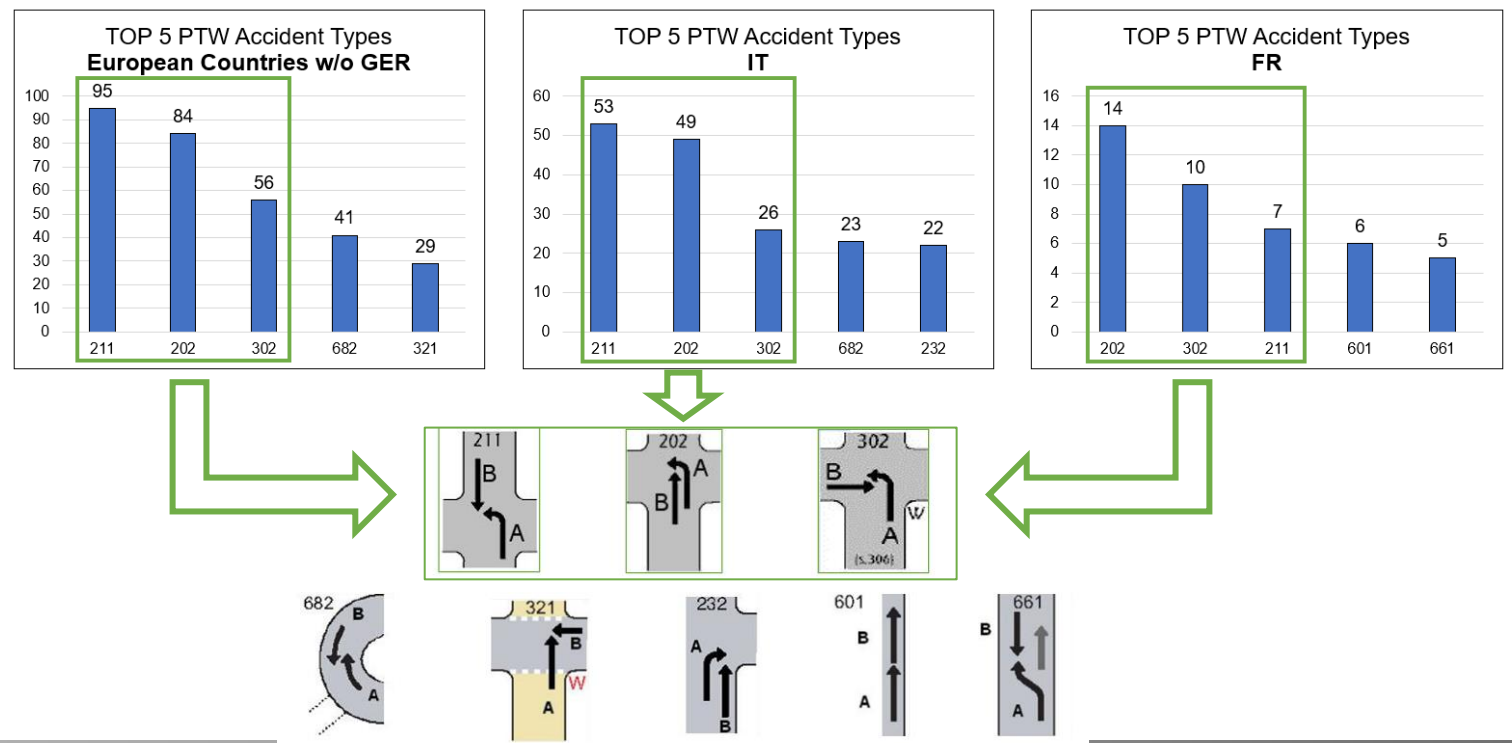 TOP 5 PTW Accident Types
European Countries w/o GER
100
90
80
70
60
50
40
30
20
10
0
95
84
56
41
29
211
202
302
682
321
TOP 5 PTW Accident Types
IT
60
50
40
30
20
10
0
53
49
26
23
22
211
202
302
682
232
TOP 5 PTW Accident Types
FR
16
14
12
10
8
6
4
2
0
14
10
7
6
5
202
302
211
601
661
211
B
A
202
A
B
302
B
W
A
(s.306)
682
B
A
321
B
W
A
232
A
B
601
B
A
661
B
A